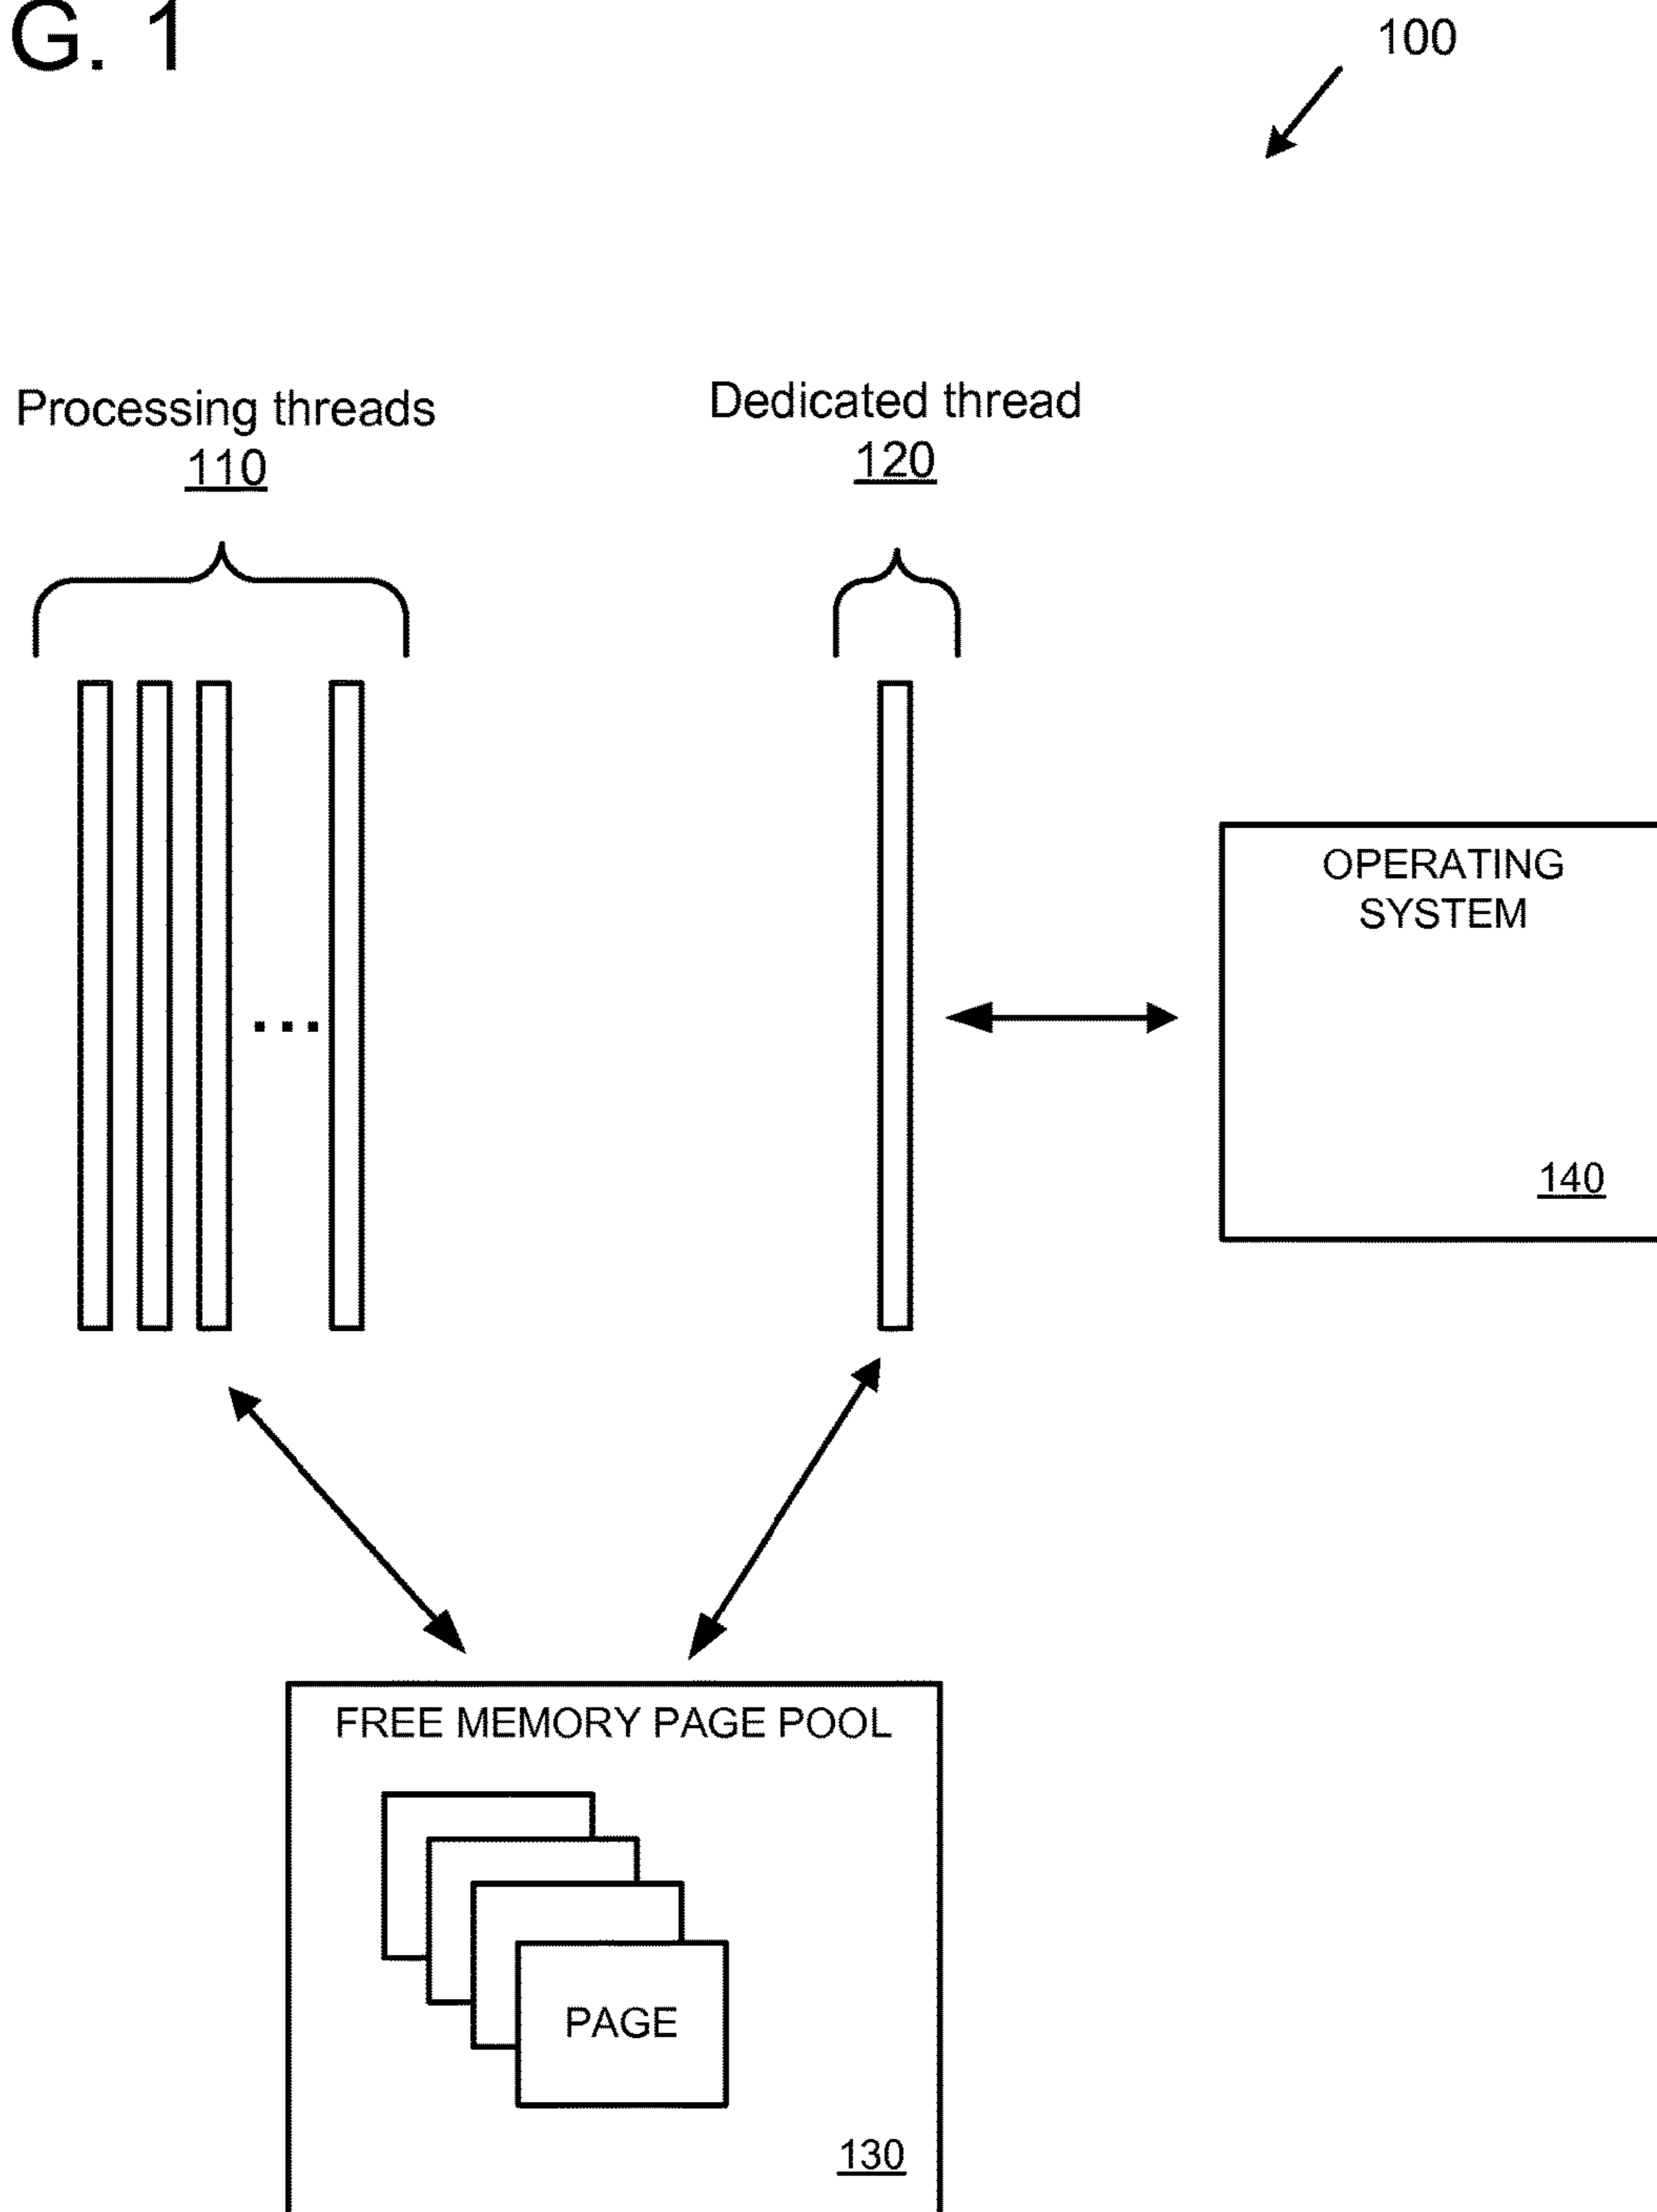 G. 1
100
Processing threads
110
Dedicated thread
120
...
OPERATING
SYSTEM
140
FREE MEMORY PAGE POOL
PAGE
130